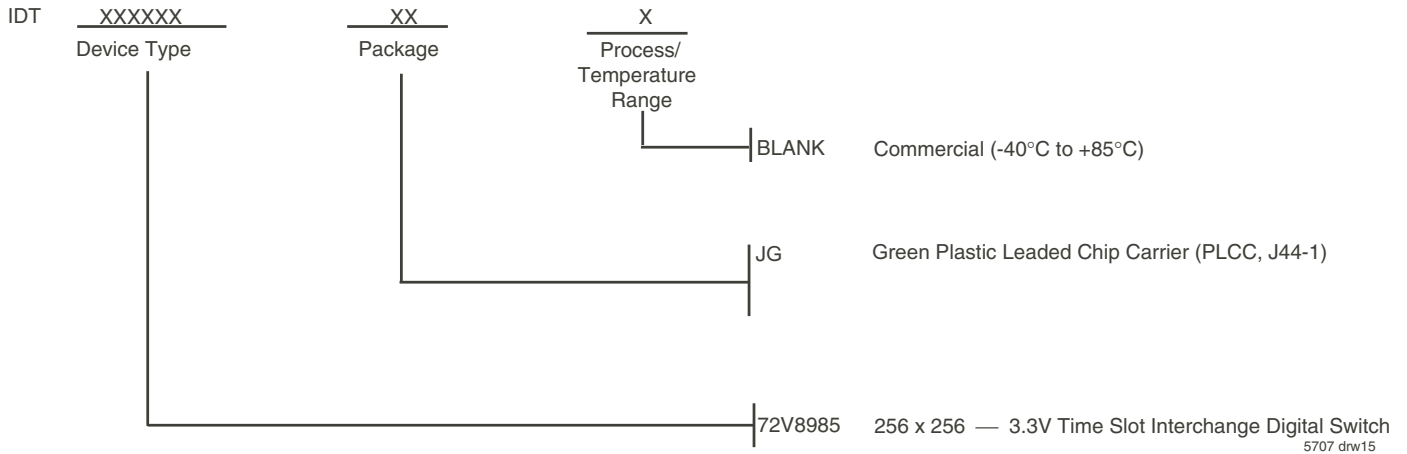 IDT XXXXXX XX X
Device Type Package Process/
Temperature
Range
BLANK Commercial (-40°C to +85°C)
JG Green Plastic Leaded Chip Carrier (PLCC, J44-1)
72V8985 256 x 256 — 3.3V Time Slot Interchange Digital Switch
5707 drw15